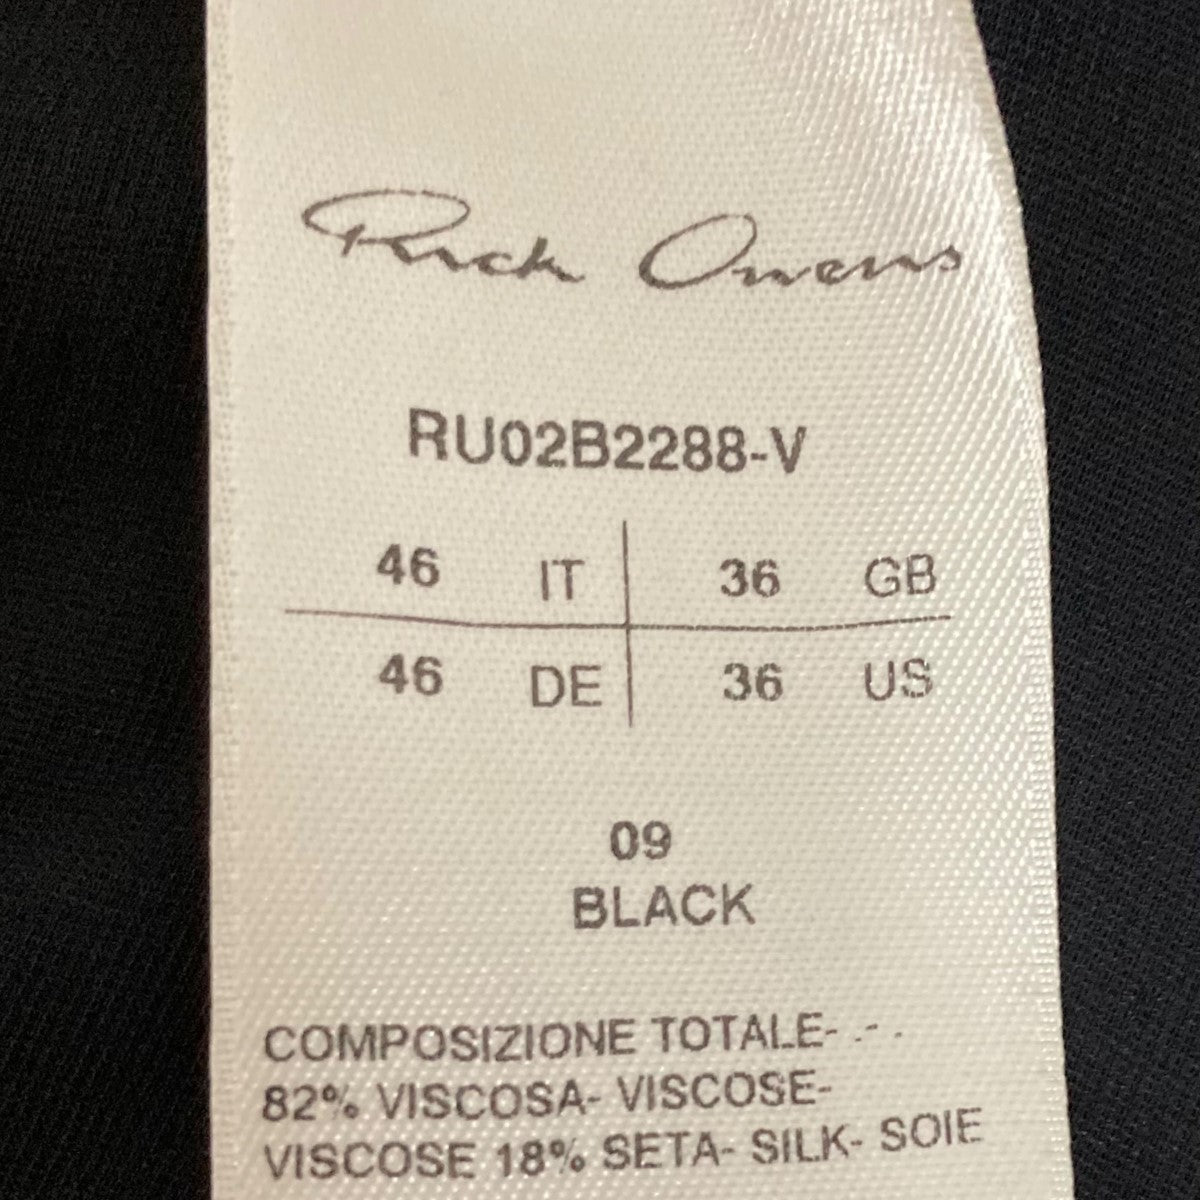 Rick Owens
RU02B2288-V
46 IT 36 GB
46 DE 36 US
09
BLACK
COMPOSIZIONE TOTALE- .- .
82% VISCOSA- VISCOSE-
VISCOSE 18% SETA- SILK- SOIE